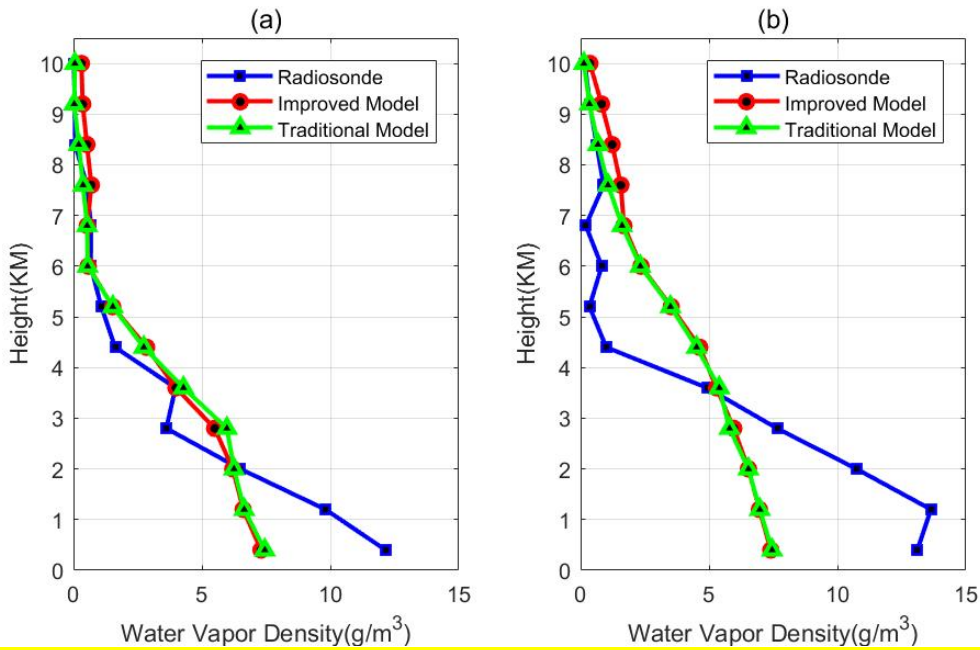 (a)
10
9
8
7
6
5
4
3
2
1
0
0 5 10 15
Height(KM)
Water Vapor Density(g/m³)
Radiosonde
Improved Model
Traditional Model
(b)
10
9
8
7
6
5
4
3
2
1
0
0 5 10 15
Height(KM)
Water Vapor Density(g/m³)
Radiosonde
Improved Model
Traditional Model